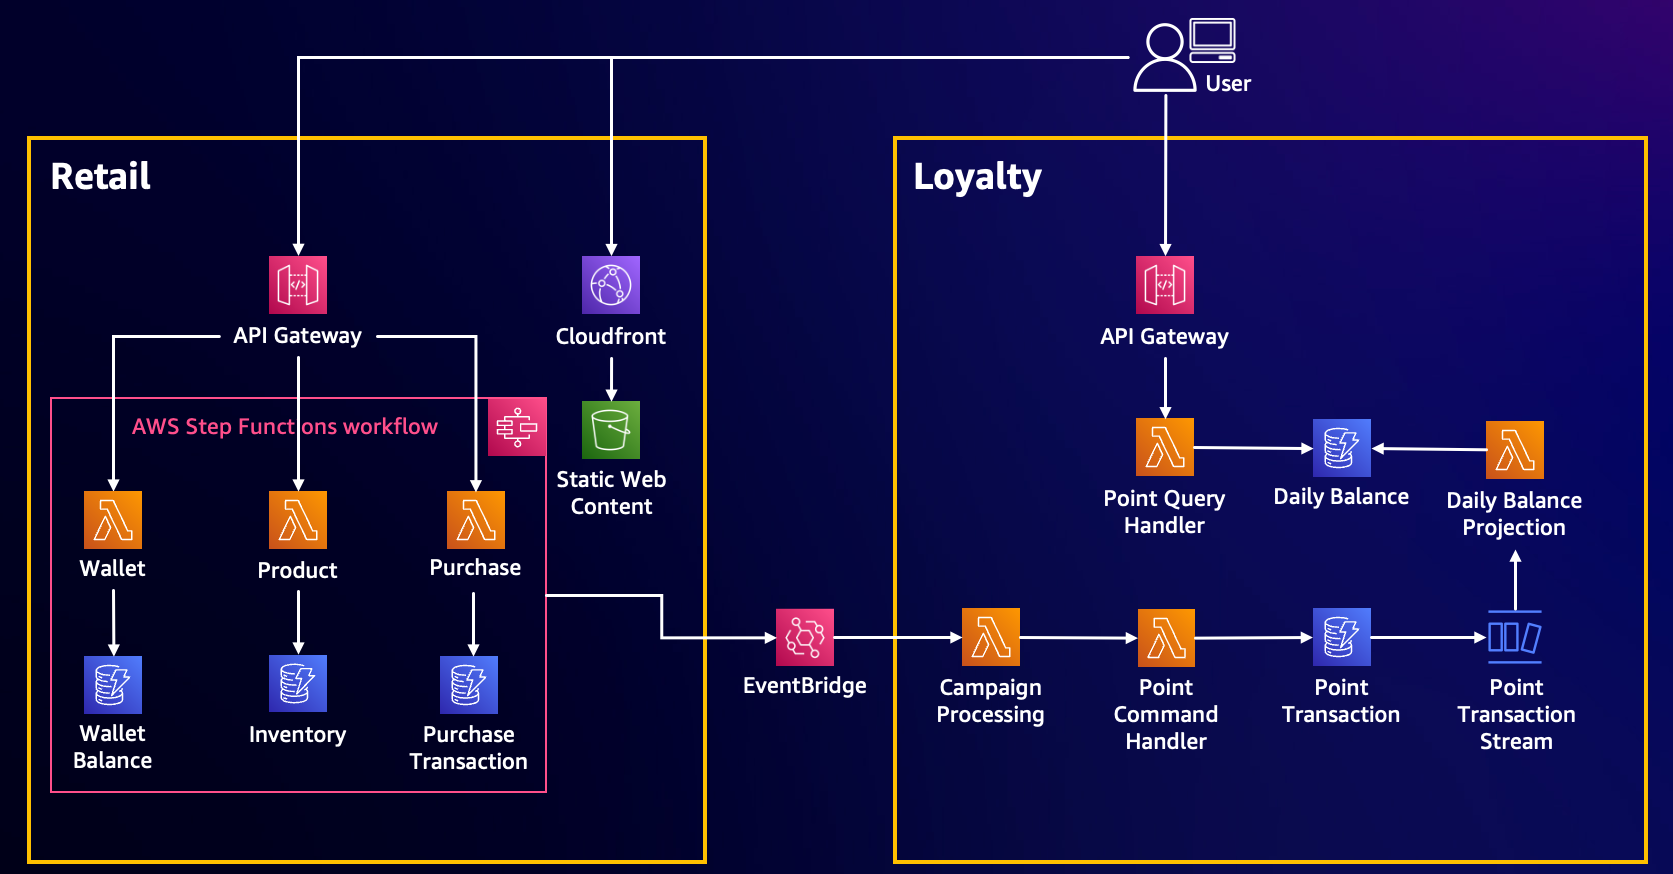 User
Retail
Loyalty
API Gateway
Cloudfront
API Gateway
AWS Step Functions workflow
Static Web
Content
Point Query
Handler
Daily Balance
Daily Balance
Projection
Wallet
Product
Purchase
EventBridge
Campaign
Processing
Point
Command
Handler
Point
Transaction
Point
Transaction
Stream
Wallet
Balance
Inventory
Purchase
Transaction